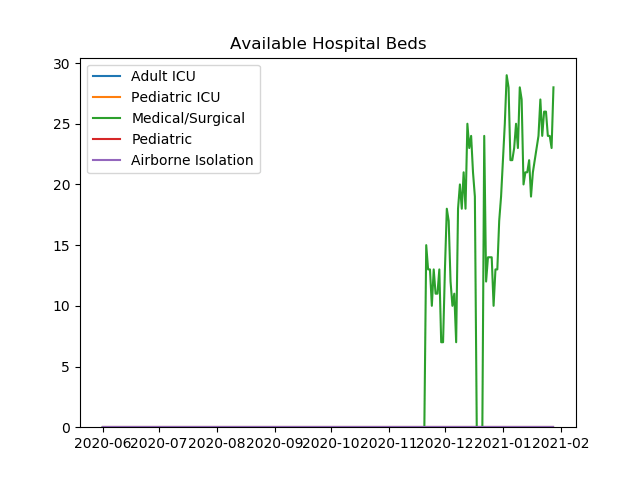 Available Hospital Beds
30
25
20
15
10
5
0
Adult ICU
Pediatric ICU
Medical/Surgical
Pediatric
Airborne Isolation
2020-06 2020-07 2020-08 2020-09 2020-10 2020-11 2020-12 2021-01 2021-02